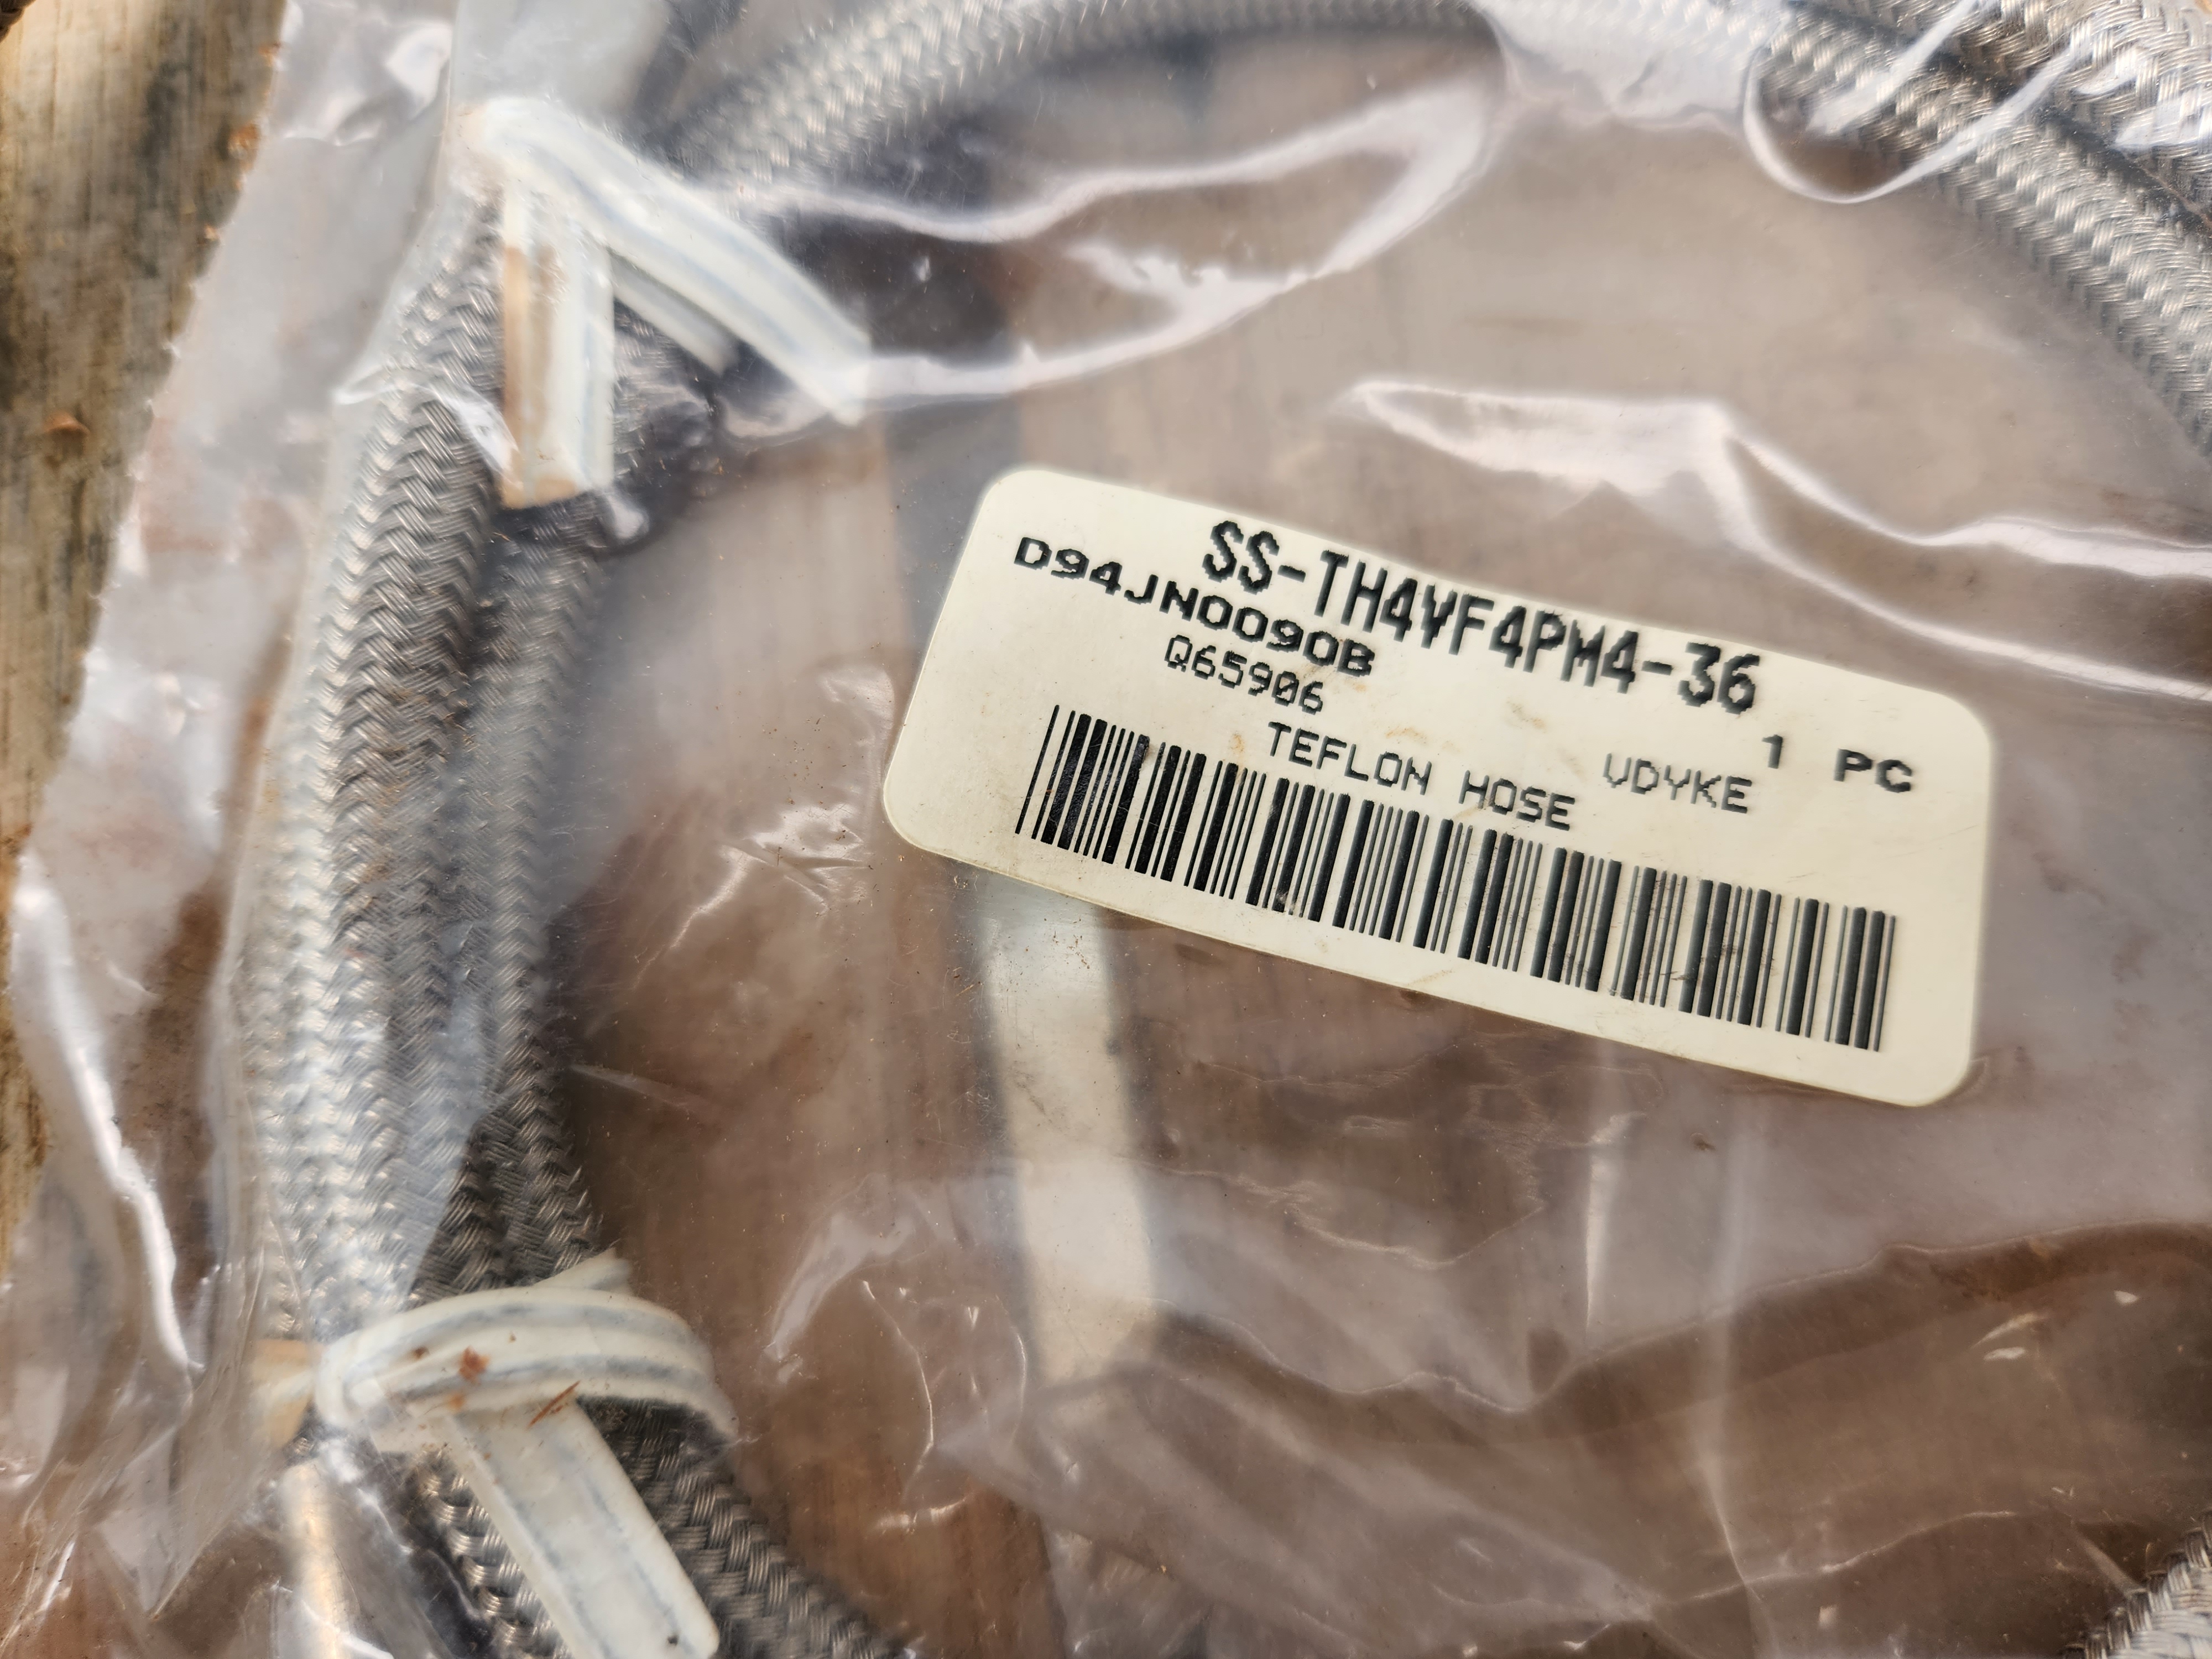 SS-TH4VF4PM4-36
D94JN0090B
Q65906
1 PC
TEFLON HOSE VDYKE